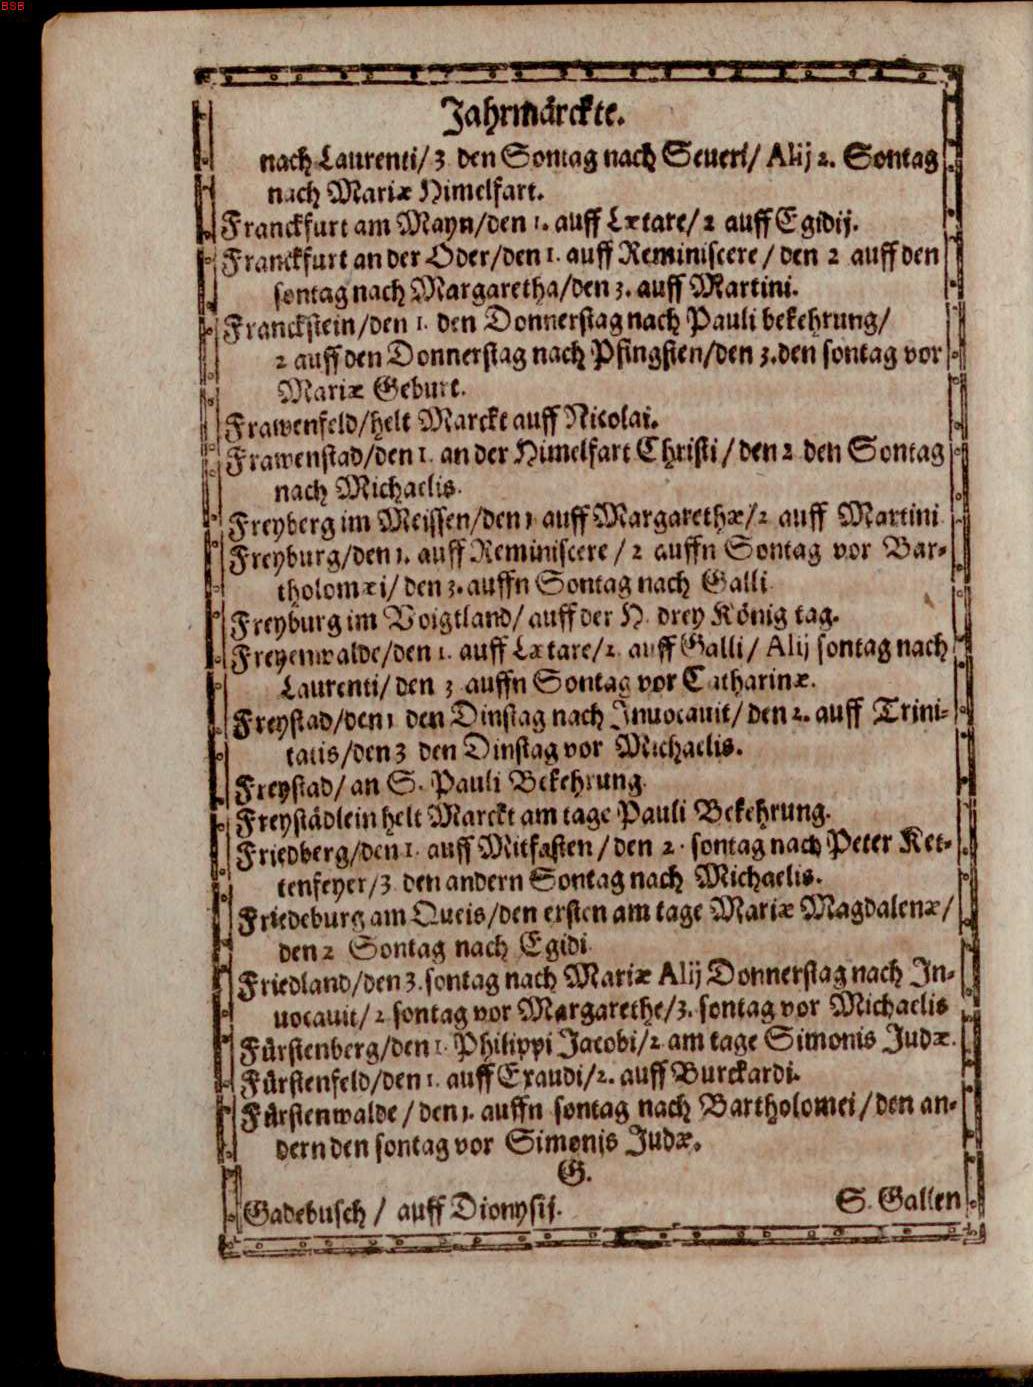 BSB
Jahrmärckte.
nach Laurenti/ 3 den Sontag nach Seueri/ Alij 2. Sontag
nach Mariæ Himelfart.
Franckfurt am Mayn/den 1. auff Lætare/ 2 auff Egidij.
Franckfurt an der Oder/den 1. auff Reminiscere / den 2 auff den
sontag nach Margaretha/den 3. auff Martini.
Franckstein/den 1. den Donnerstag nach Pauli bekehrung/
2 auff den Donnerstag nach Pfingsten/den 3.den sontag vor
Mariæ Geburt.
Frawenfeld/helt Marckt auff Nicolai.
Frawenstad/den 1. an der Himelfart Christi / den 2 den Sontag
nach Michaelis.
Freyberg im Meissen/den 1 auff Margarethæ/2 auff Martini
Freyburg/den 1. auff Reminiscere / 2 auffn Sontag vor Bar-
tholomæi/ den 3. auffn Sontag nach Galli
Freyburg im Voigtland/ auff der H. drey König tag.
Freyenwalde/den 1. auff Lætare/2. auff Galli/ Alij sontag nach
Laurenti/ den 3 auffn Sontag vor Catharinæ.
Freystad/den 1 den Dinstag nach Inuocauit/ den 2. auff Trini-
tatis/den 3 den Dinstag vor Michaelis.
Freystad/ an S. Pauli Bekehrung.
Freystädlein helt Marckt am tage Pauli Bekehrung.
Friedberg/den 1. auff Mitfasten / den 2. sontag nach Peter Ket-
tenfeyer/3 den andern Sontag nach Michaelis.
Friedeburg am Queis/den ersten am tage Mariæ Magdalenæ/
den 2 Sontag nach Egidi
Friedland/den 3. sontag nach Mariæ Alij Donnerstag nach In-
uocauit/ 2 sontag vor Margarethe/3. sontag vor Michaelis
Fürstenberg/den 1. Philippi Jacobi/2 am tage Simonis Judæ.
Fürstenfeld/den 1. auff Exaudi/2. auff Burckardi.
Fürstenwalde / den 1. auffn sontag nach Bartholomei / den an-
dern den sontag vor Simonis Judæ.
G.
Gadebusch / auff Dionysij.
S. Gallen